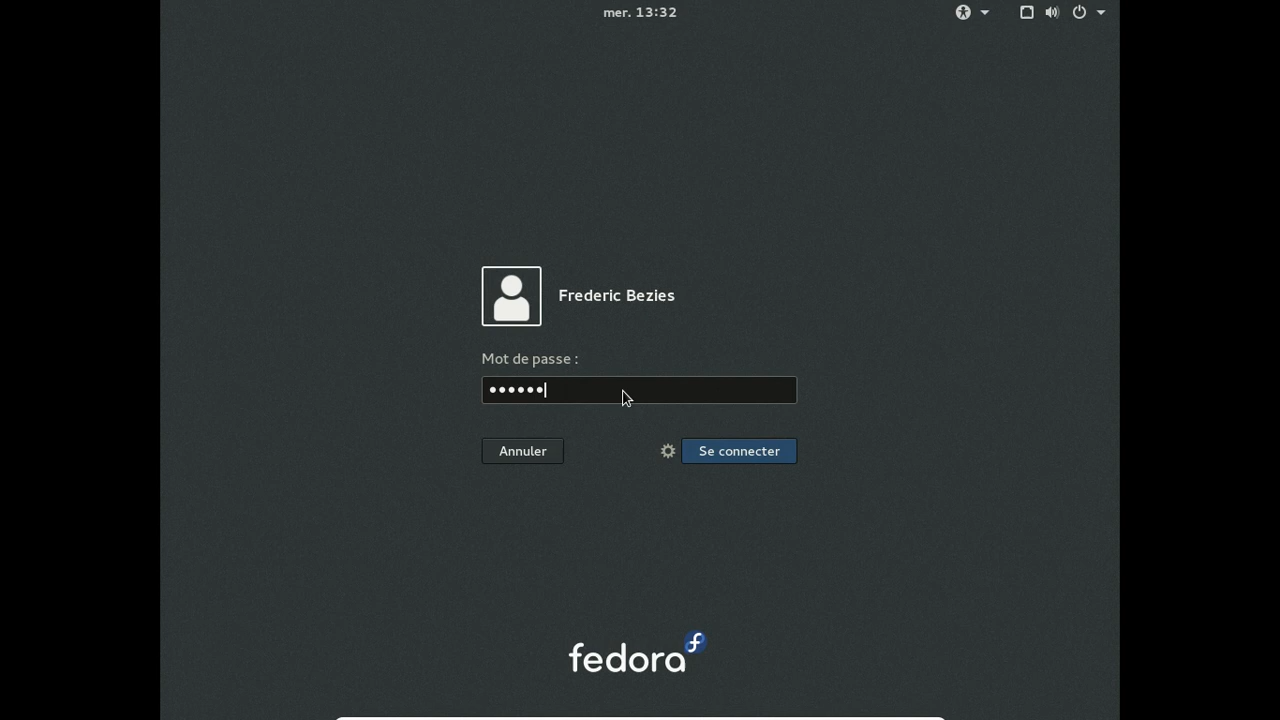 mer. 13:32
Frederic Bezies
Mot de passe :
Annuler
Se connecter
fedora